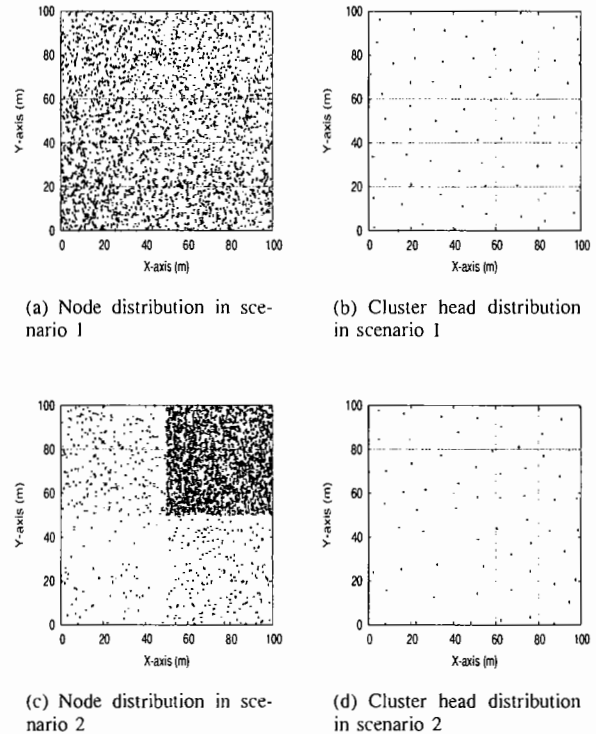 100
80
60
40
20
0
Y-axis (m)
0 20 40 60 80 100
X-axis (m)
100
80
60
40
20
0
Y-axis (m)
0 20 40 60 80 100
X-axis (m)
(a) Node distribution in sce-
nario 1
(b) Cluster head distribution
in scenario 1
100
80
60
40
20
0
Y-axis (m)
0 20 40 60 80 100
X-axis (m)
100
80
60
40
20
0
Y-axis (m)
0 20 40 60 80 100
X-axis (m)
(c) Node distribution in sce-
nario 2
(d) Cluster head distribution
in scenario 2